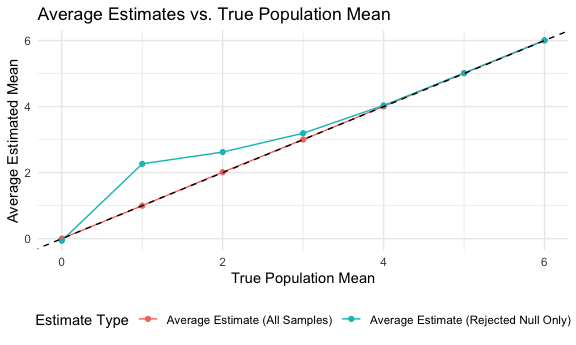 Average Estimates vs. True Population Mean
Average Estimated Mean
6
4
2
0
0 2 4 6
True Population Mean
Estimate Type Average Estimate (All Samples) Average Estimate (Rejected Null Only)